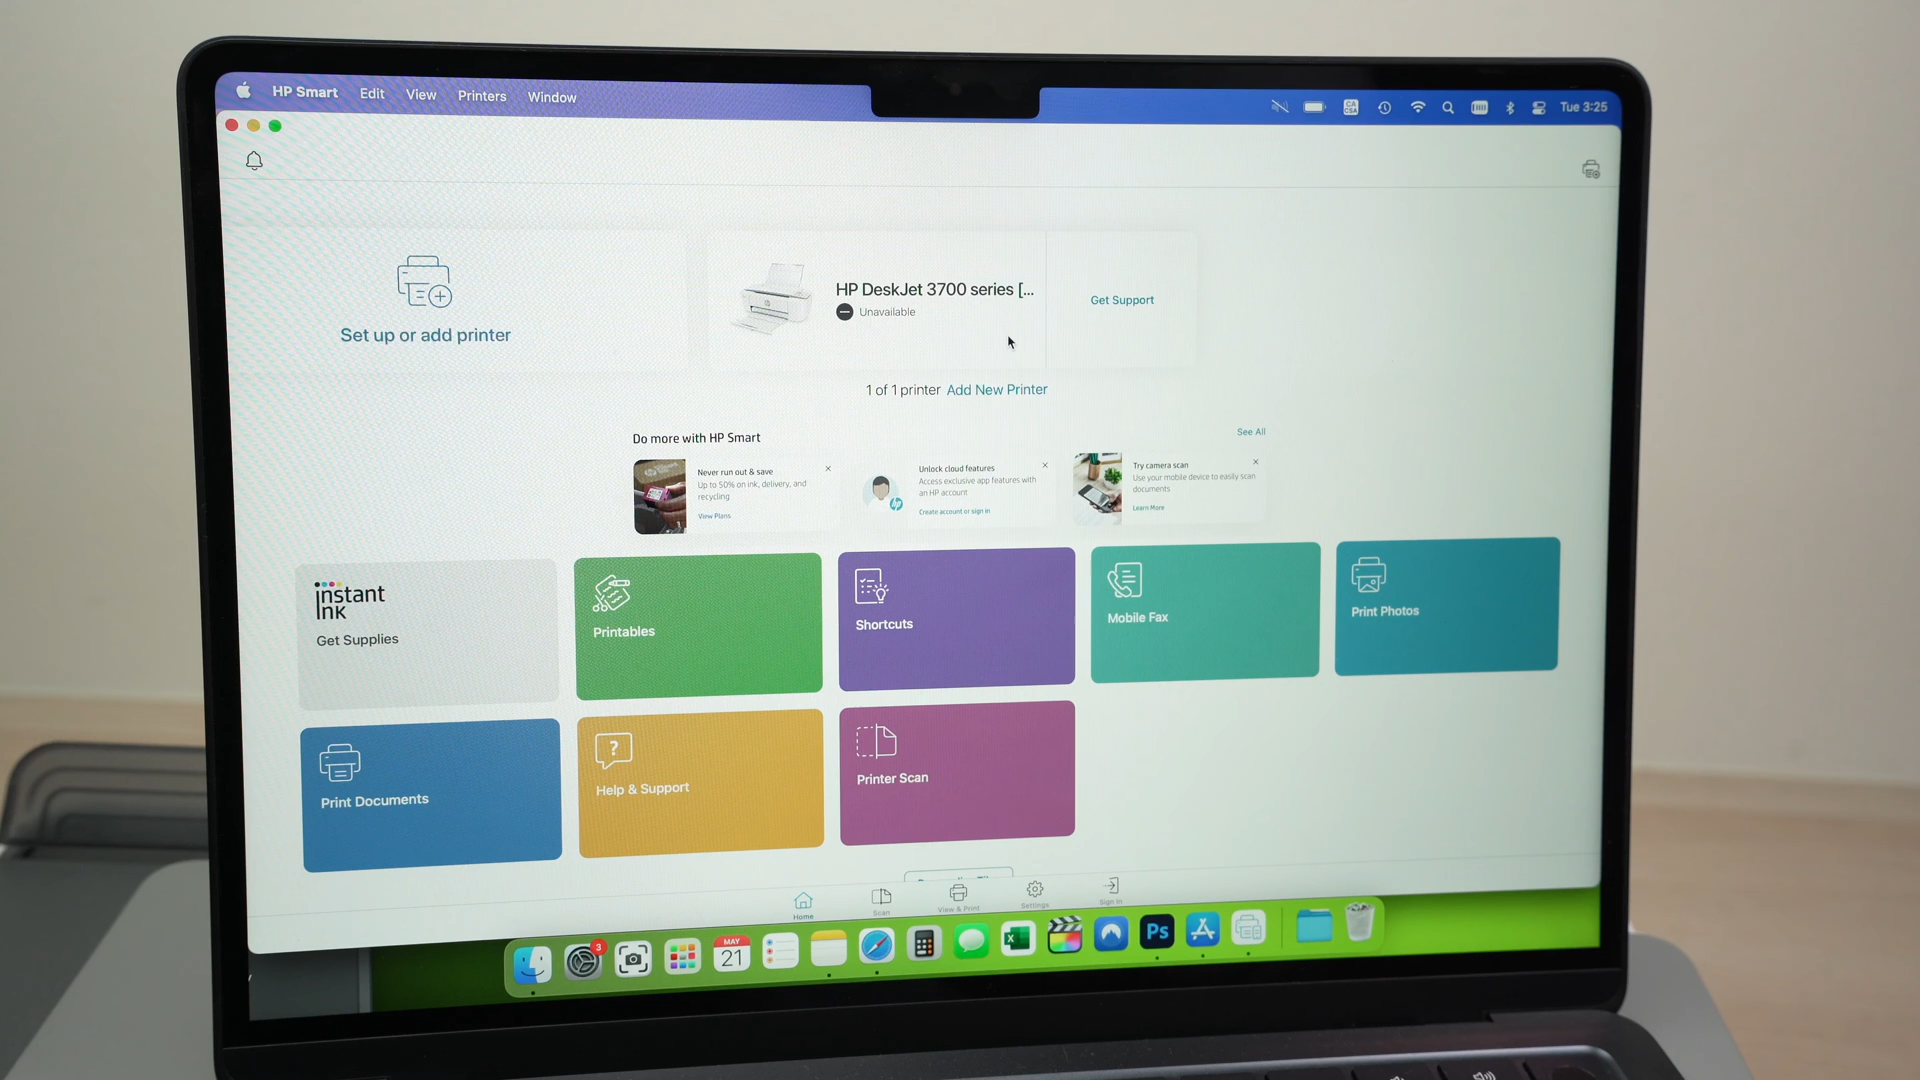 HP Smart Edit View Printers Window
CA
CSA
Tue 3:25
Set up or add printer
HP DeskJet 3700 series [...
Unavailable
Get Support
1 of 1 printer Add New Printer
Do more with HP Smart
See All
Never run out & save
Up to 50% on ink, delivery, and
recycling
View Plans
Unlock cloud features
Access exclusive app features with
an HP account
Create account or sign in
Try camera scan
Use your mobile device to easily scan
documents
Learn More
instant
ink
Get Supplies
Printables
Shortcuts
Mobile Fax
Print Photos
Print Documents
Help & Support
Printer Scan
Home
Scan
View & Print
Settings
Sign In
3
MAY
21
Ps